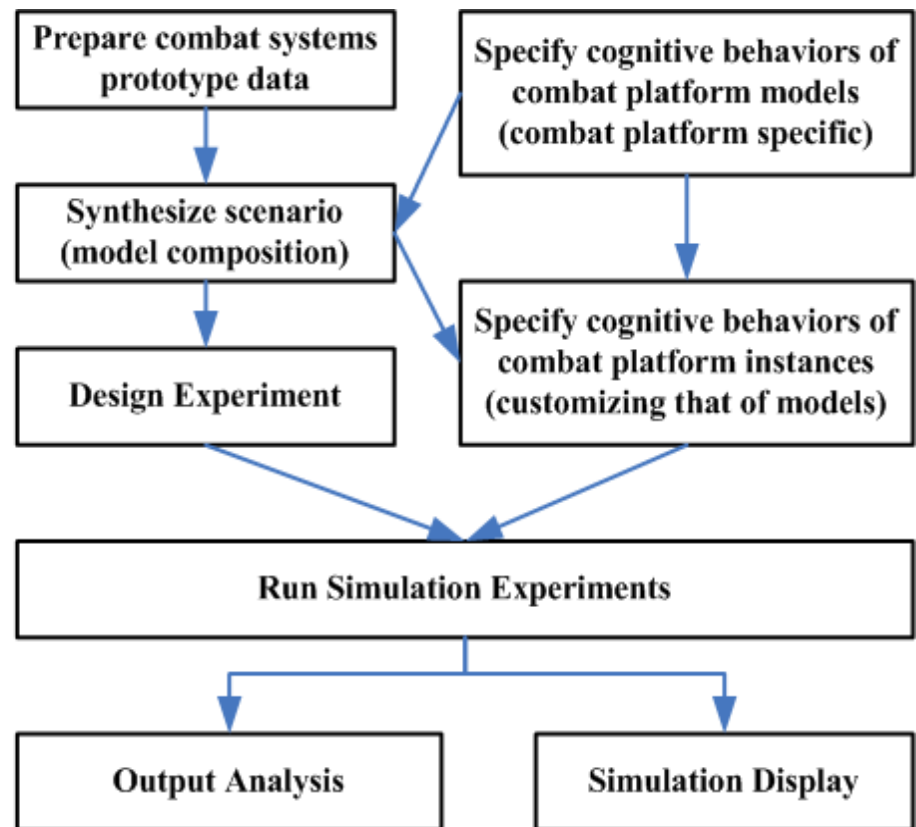 Prepare combat systems
prototype data
Specify cognitive behaviors of
combat platform models
(combat platform specific)
Synthesize scenario
(model composition)
Specify cognitive behaviors of
combat platform instances
(customizing that of models)
Design Experiment
Run Simulation Experiments
Output Analysis
Simulation Display